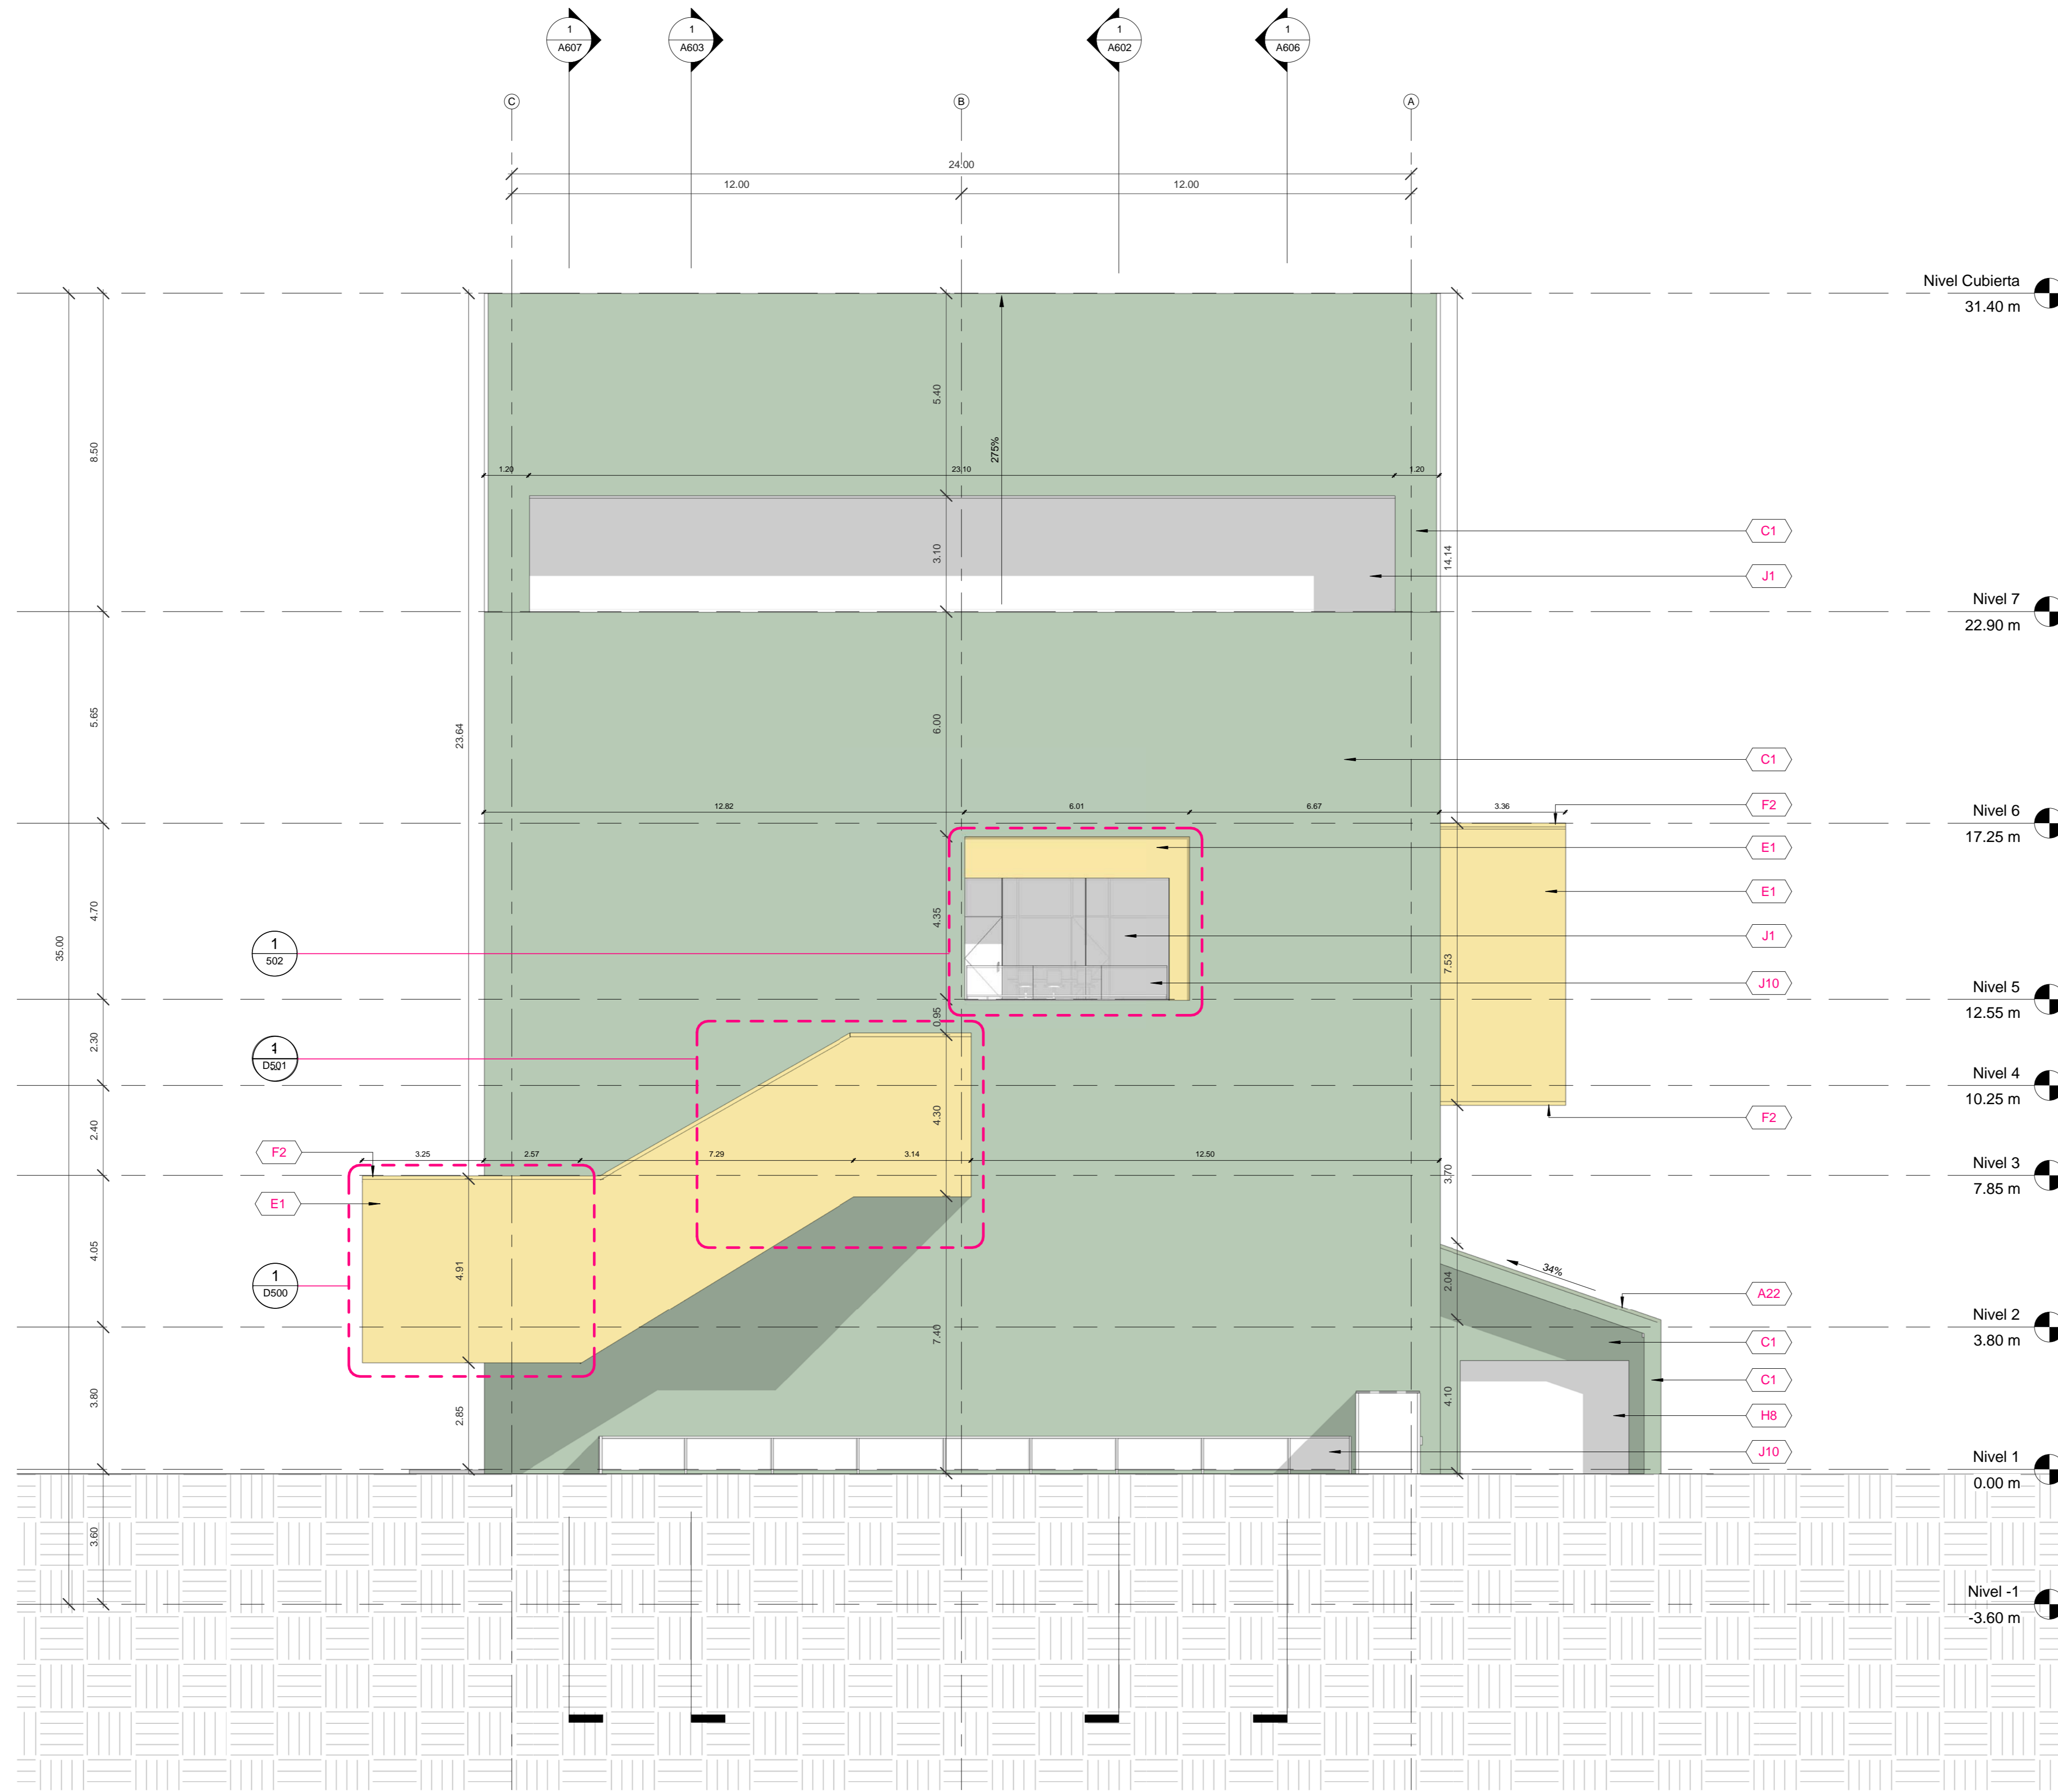 1
A607
1
A603
1
A602
1
A606
C
B
A
24.00
12.00
12.00
Nivel Cubierta
31.40 m
5.40
8.50
275%
1.20
23.10
1.20
C1
3.10
14.14
J1
Nivel 7
22.90 m
5.65
6.00
23.64
C1
12.82
6.01
6.67
3.36
F2
Nivel 6
17.25 m
E1
E1
4.70
4.35
35.00
1
502
J1
7.53
J10
Nivel 5
12.55 m
0.95
2.30
1
D501
Nivel 4
10.25 m
4.30
F2
2.40
F2
3.25
2.57
7.29
3.14
12.50
3.70
Nivel 3
7.85 m
E1
4.05
4.91
1
D500
34%
2.04
A22
Nivel 2
3.80 m
7.40
C1
C1
3.80
2.85
4.10
H8
J10
Nivel 1
0.00 m
3.60
Nivel -1
-3.60 m